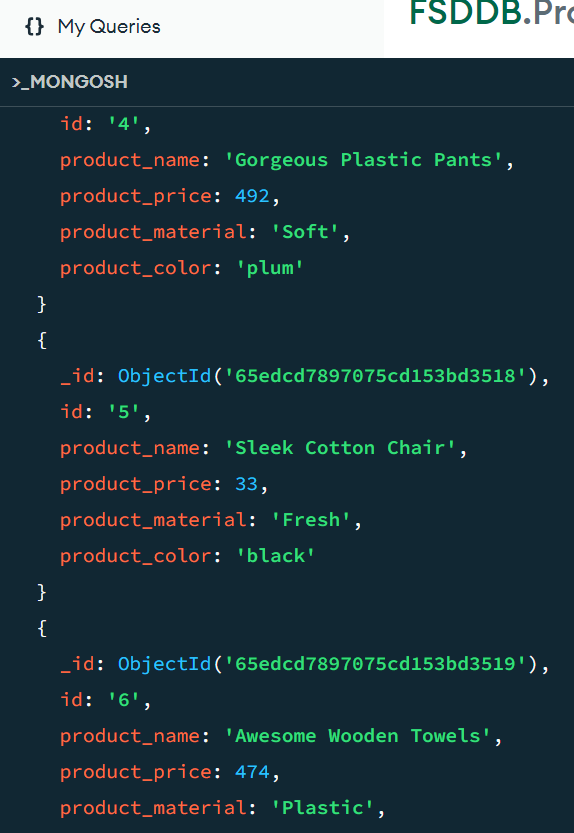 {} My Queries
FSDDB.Pro
>_MONGOSH
id: '4',
product_name: 'Gorgeous Plastic Pants',
product_price: 492,
product_material: 'Soft',
product_color: 'plum'
}
{
_id: ObjectId('65edcd7897075cd153bd3518'),
id: '5',
product_name: 'Sleek Cotton Chair',
product_price: 33,
product_material: 'Fresh',
product_color: 'black'
}
{
_id: ObjectId('65edcd7897075cd153bd3519'),
id: '6',
product_name: 'Awesome Wooden Towels',
product_price: 474,
product_material: 'Plastic',